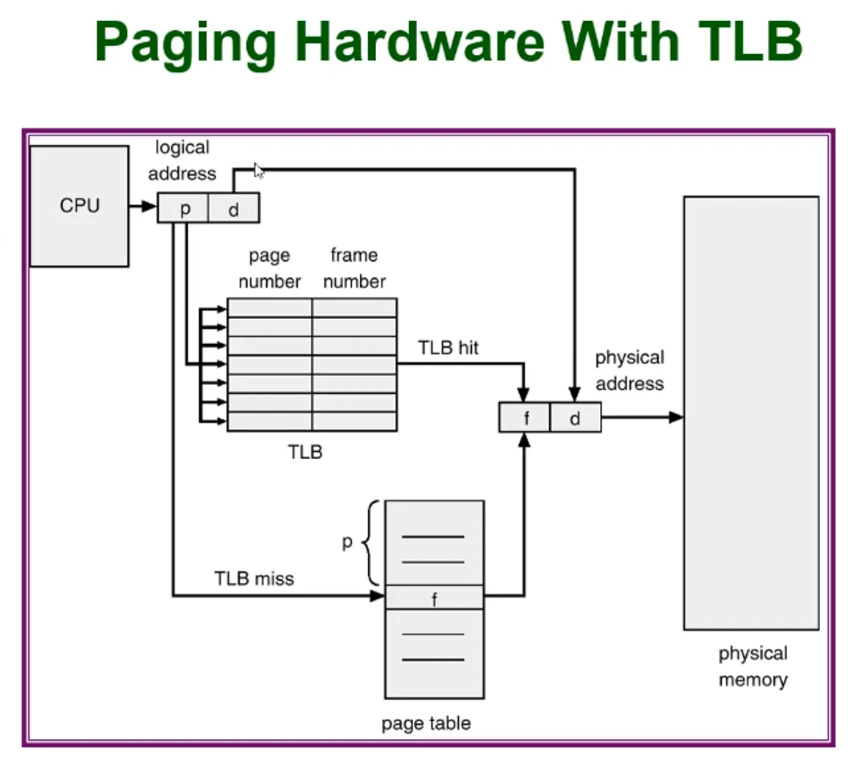 Paging Hardware With TLB
logical
address
CPU
p
d
page
number
frame
number
TLB hit
physical
address
f
d
TLB
p
TLB miss
f
physical
memory
page table